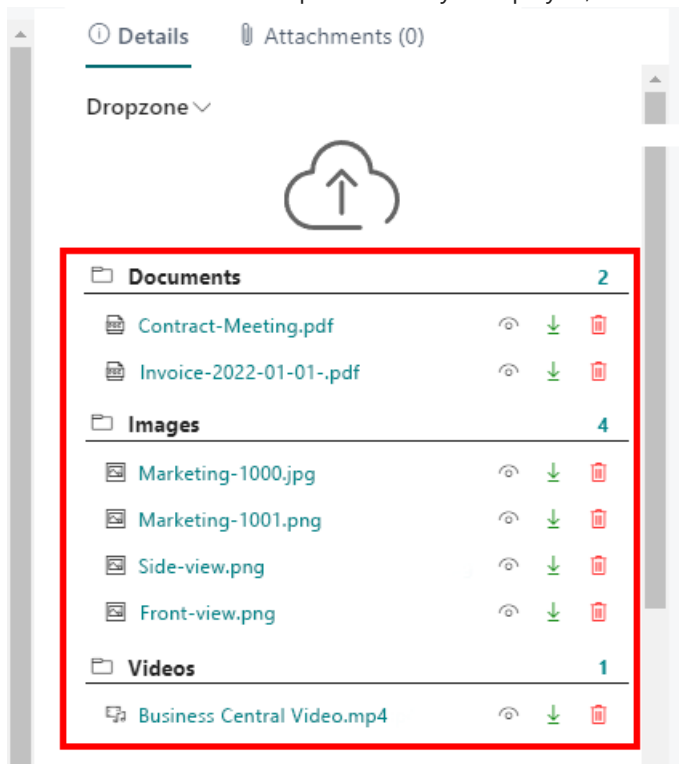 Details Attachments (0)
Dropzone
Documents 2
Contract-Meeting.pdf
Invoice-2022-01-01-.pdf
Images 4
Marketing-1000.jpg
Marketing-1001.png
Side-view.png
Front-view.png
Videos 1
Business Central Video.mp4